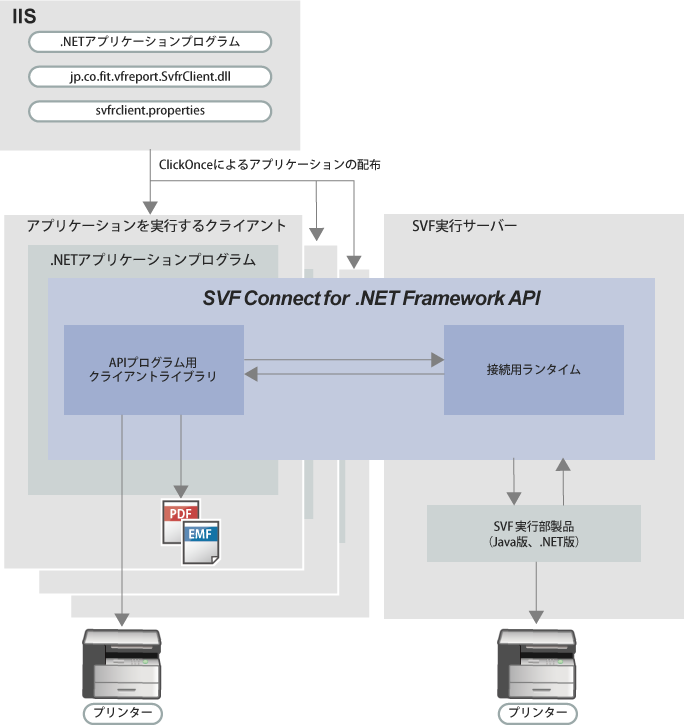 IIS
.NETアプリケーションプログラム
jp.co.fit.vfreport.SvfrClient.dll
svfrclient.properties
ClickOnceによるアプリケーションの配布
アプリケーションを実行するクライアント
SVF実行サーバー
.NETアプリケーションプログラム
SVF Connect for .NET Framework API
APIプログラム用
クライアントライブラリ
接続用ランタイム
PDF
EMF
SVF 実行部製品
(Java版、.NET版)
プリンター
プリンター